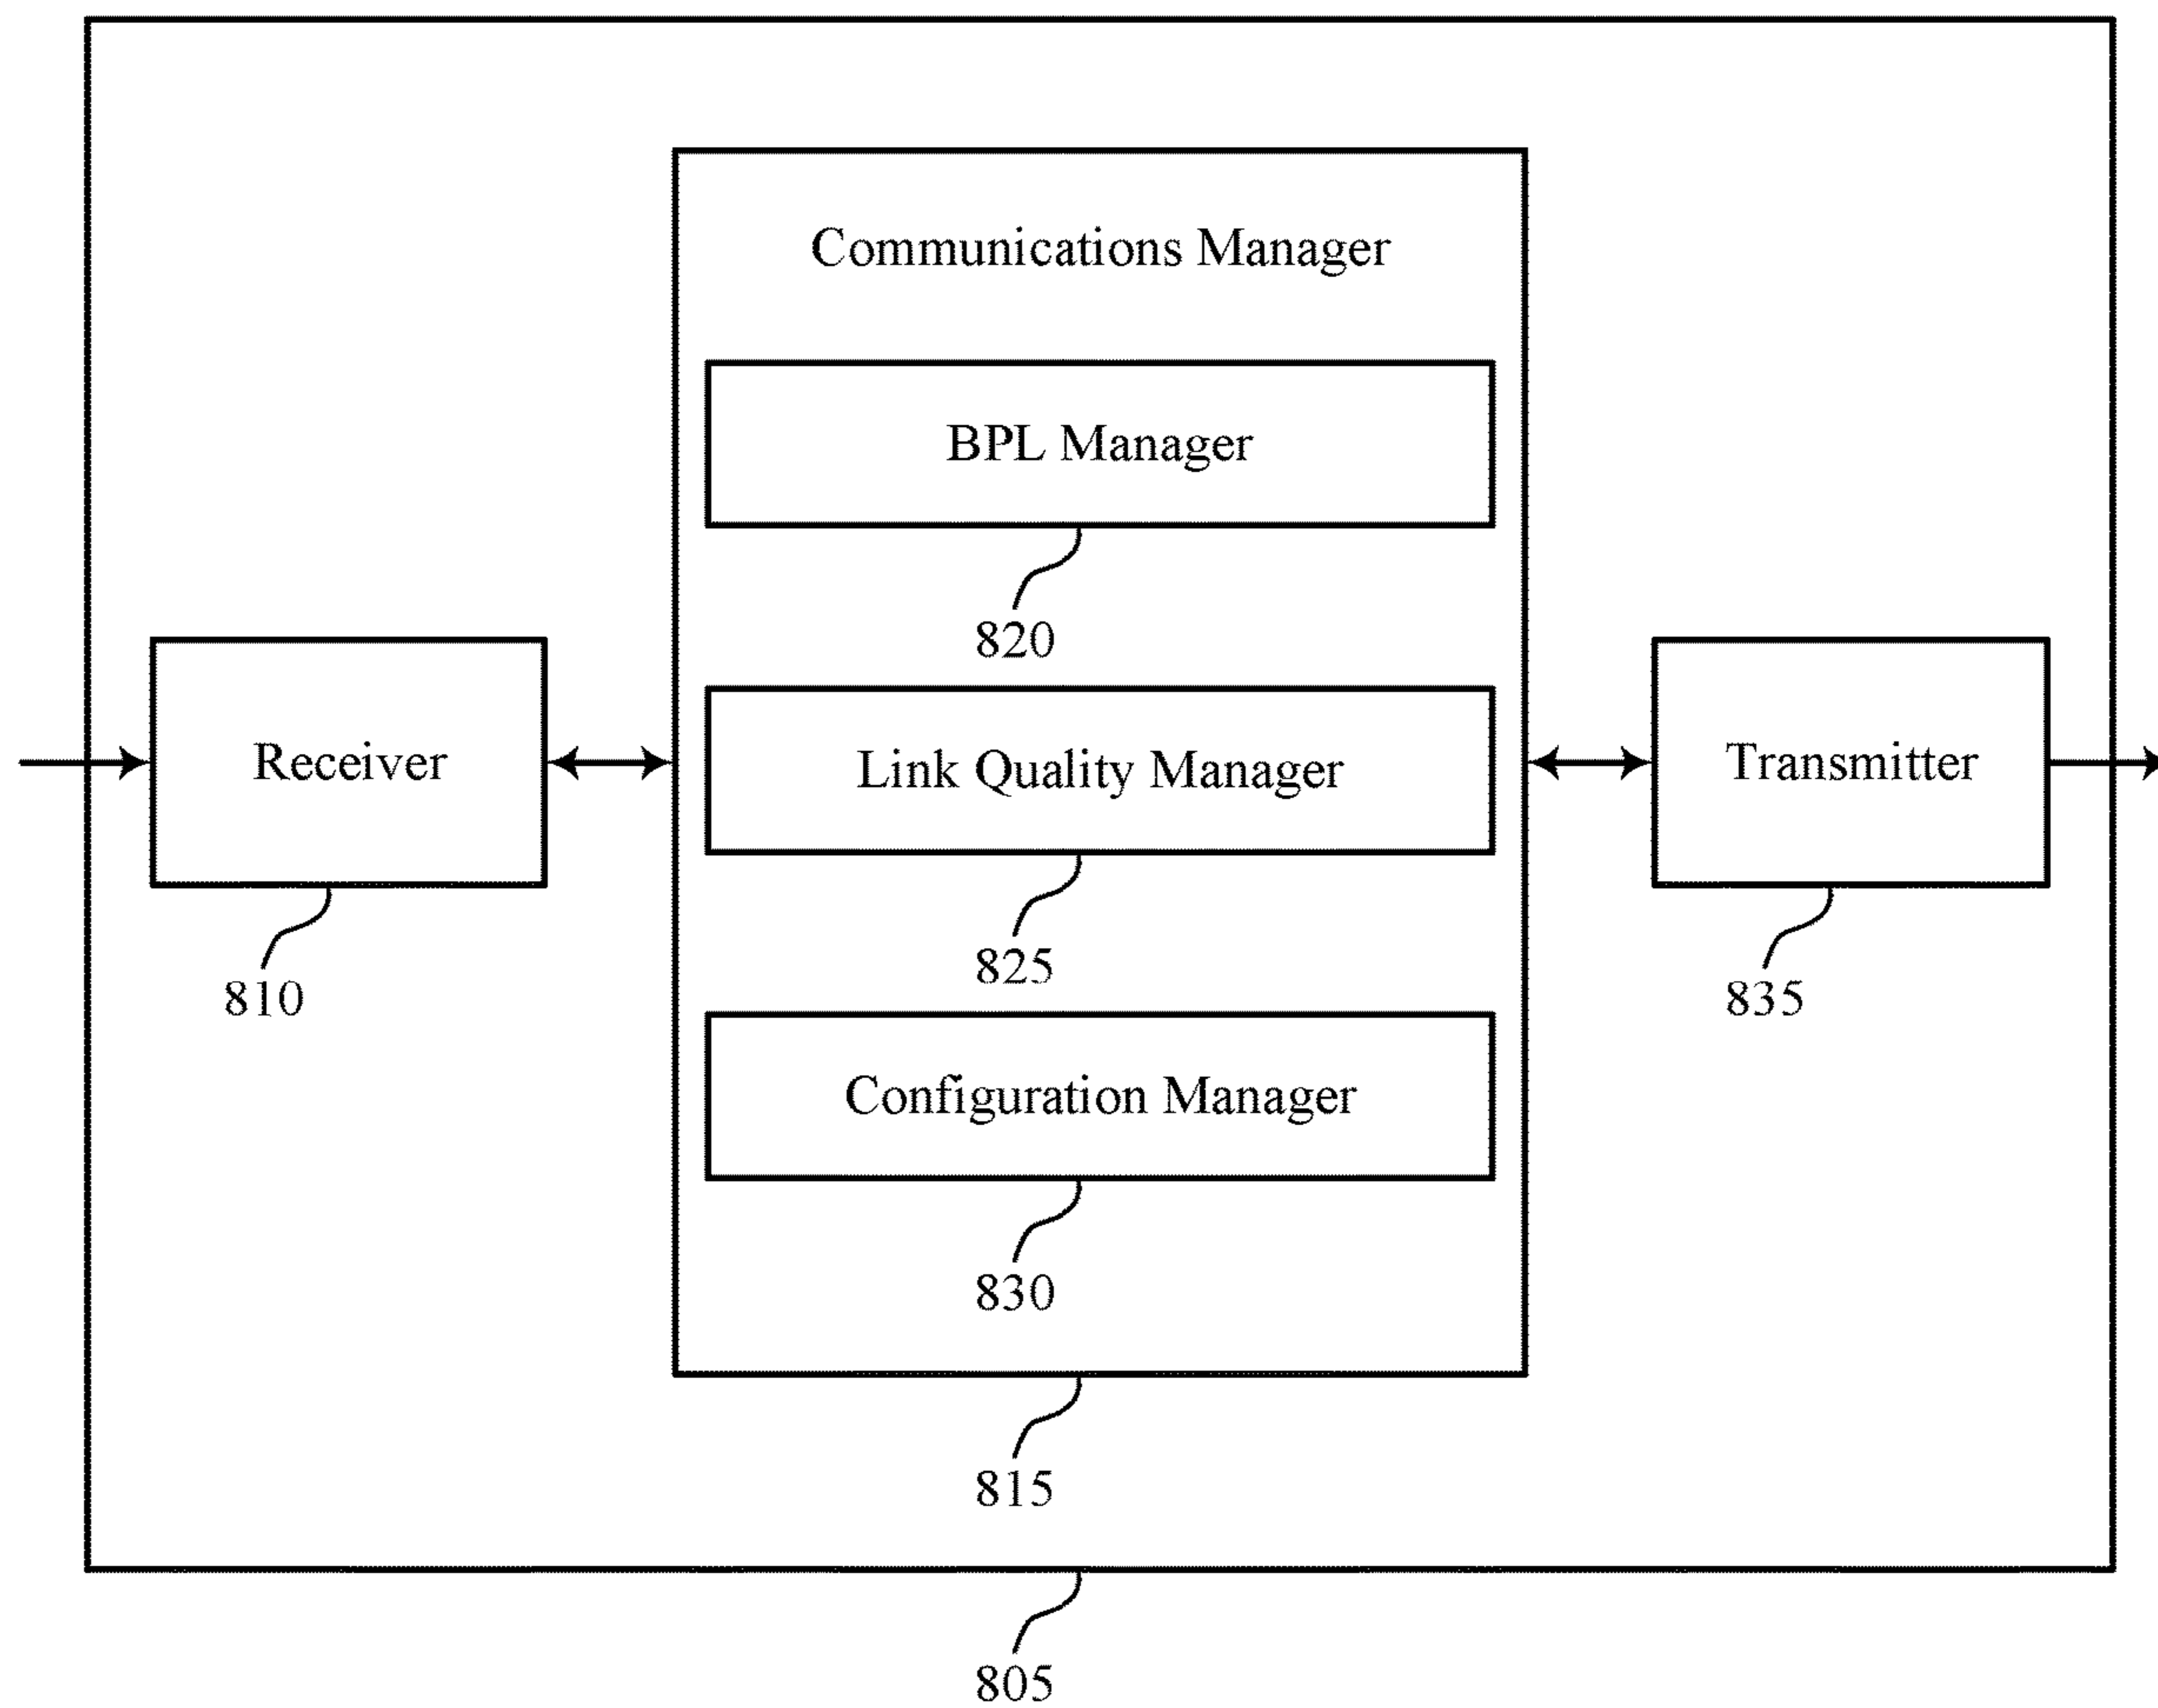 Communications Manager
BPL Manager
820
Receiver
Link Quality Manager
Transmitter
810
825
835
Configuration Manager
830
815
805